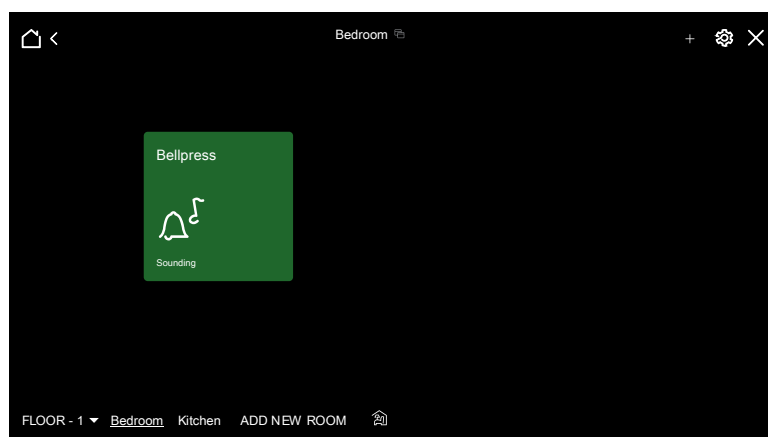 Bedroom
+
Bellpress
Sounding
FLOOR - 1 Bedroom Kitchen ADD NEW ROOM